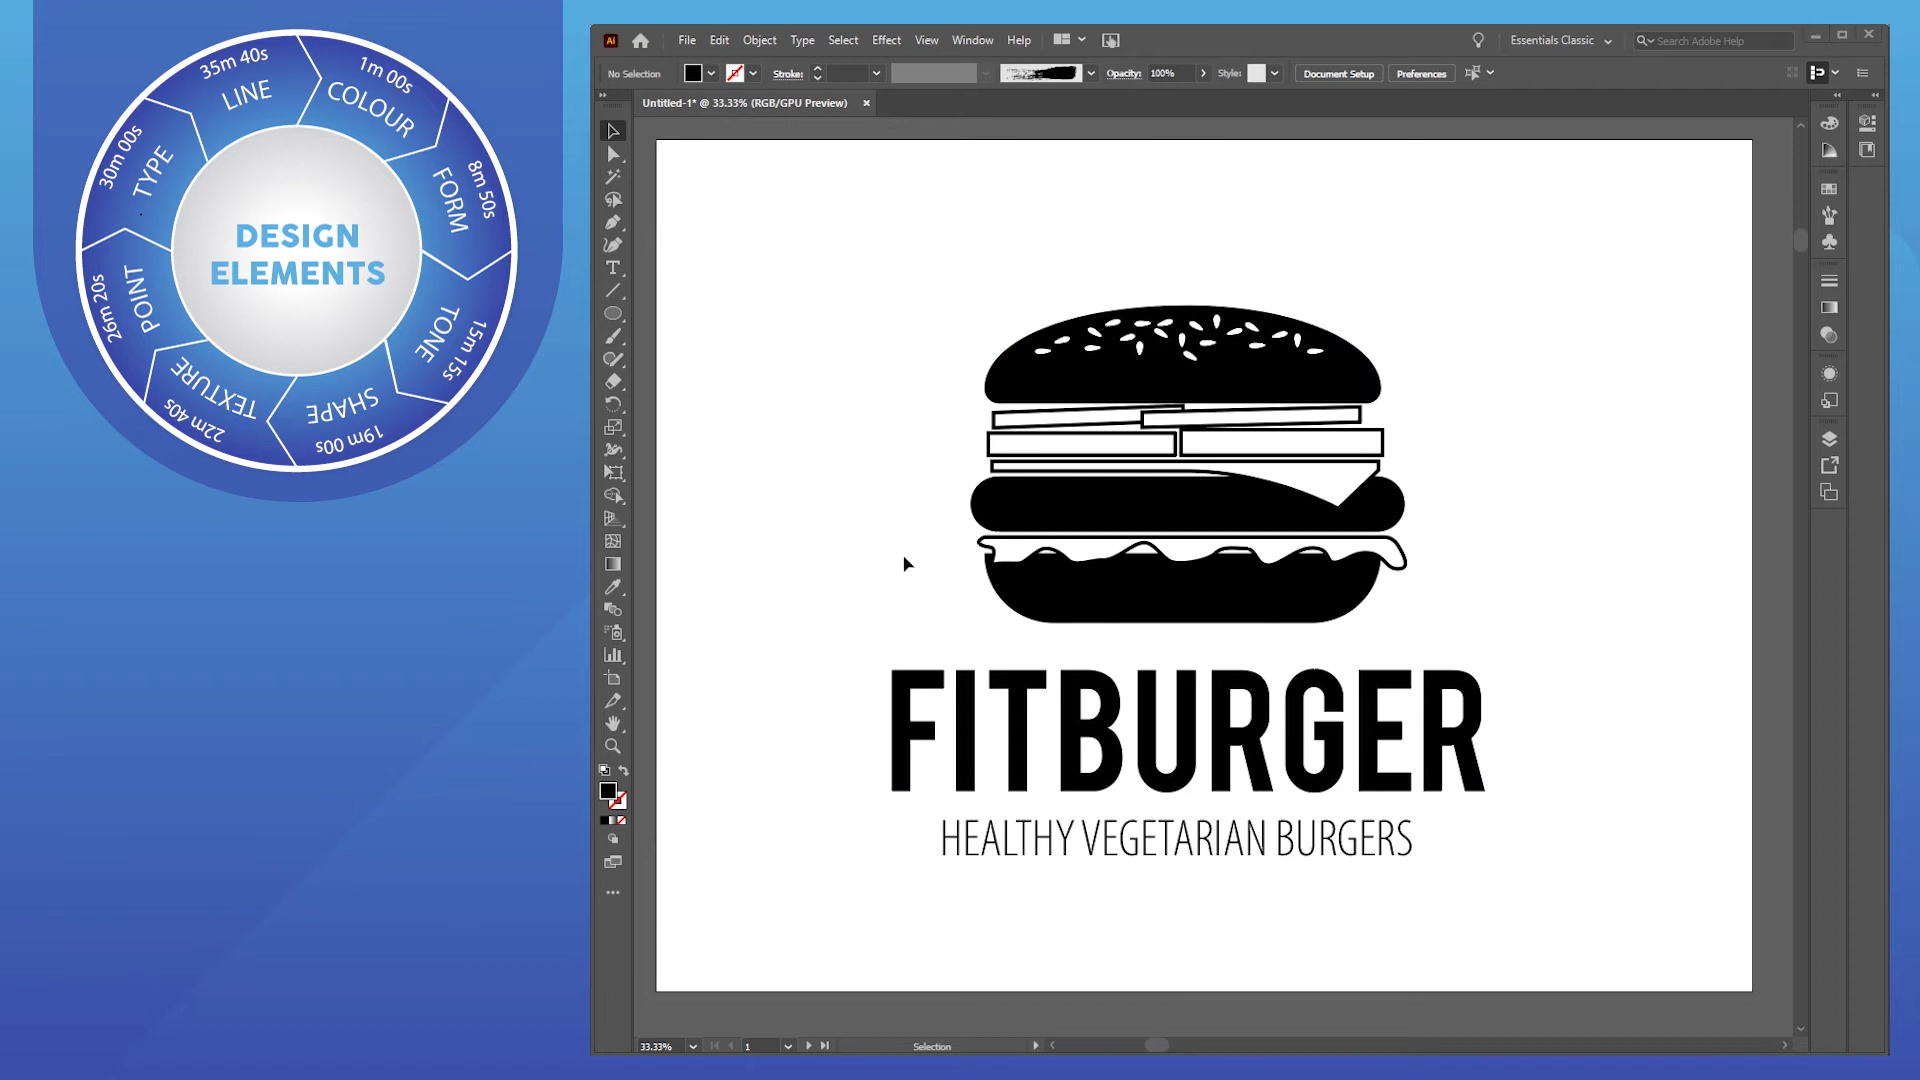 35m 40s
LINE
1m 00s
COLOUR
8m 50s
FORM
15m 15s
TONE
19m 00s
SHAPE
22m 40s
TEXTURE
26m 20s
POINT
30m 00s
TYPE
DESIGN
ELEMENTS
Ai
File Edit Object Type Select Effect View Window Help
Essentials Classic
Search Adobe Help
No Selection
Stroke:
Opacity: 100%
Style:
Document Setup
Preferences
Untitled-1* @ 33.33% (RGB/GPU Preview)
FITBURGER
HEALTHY VEGETARIAN BURGERS
33.33%
1
Selection